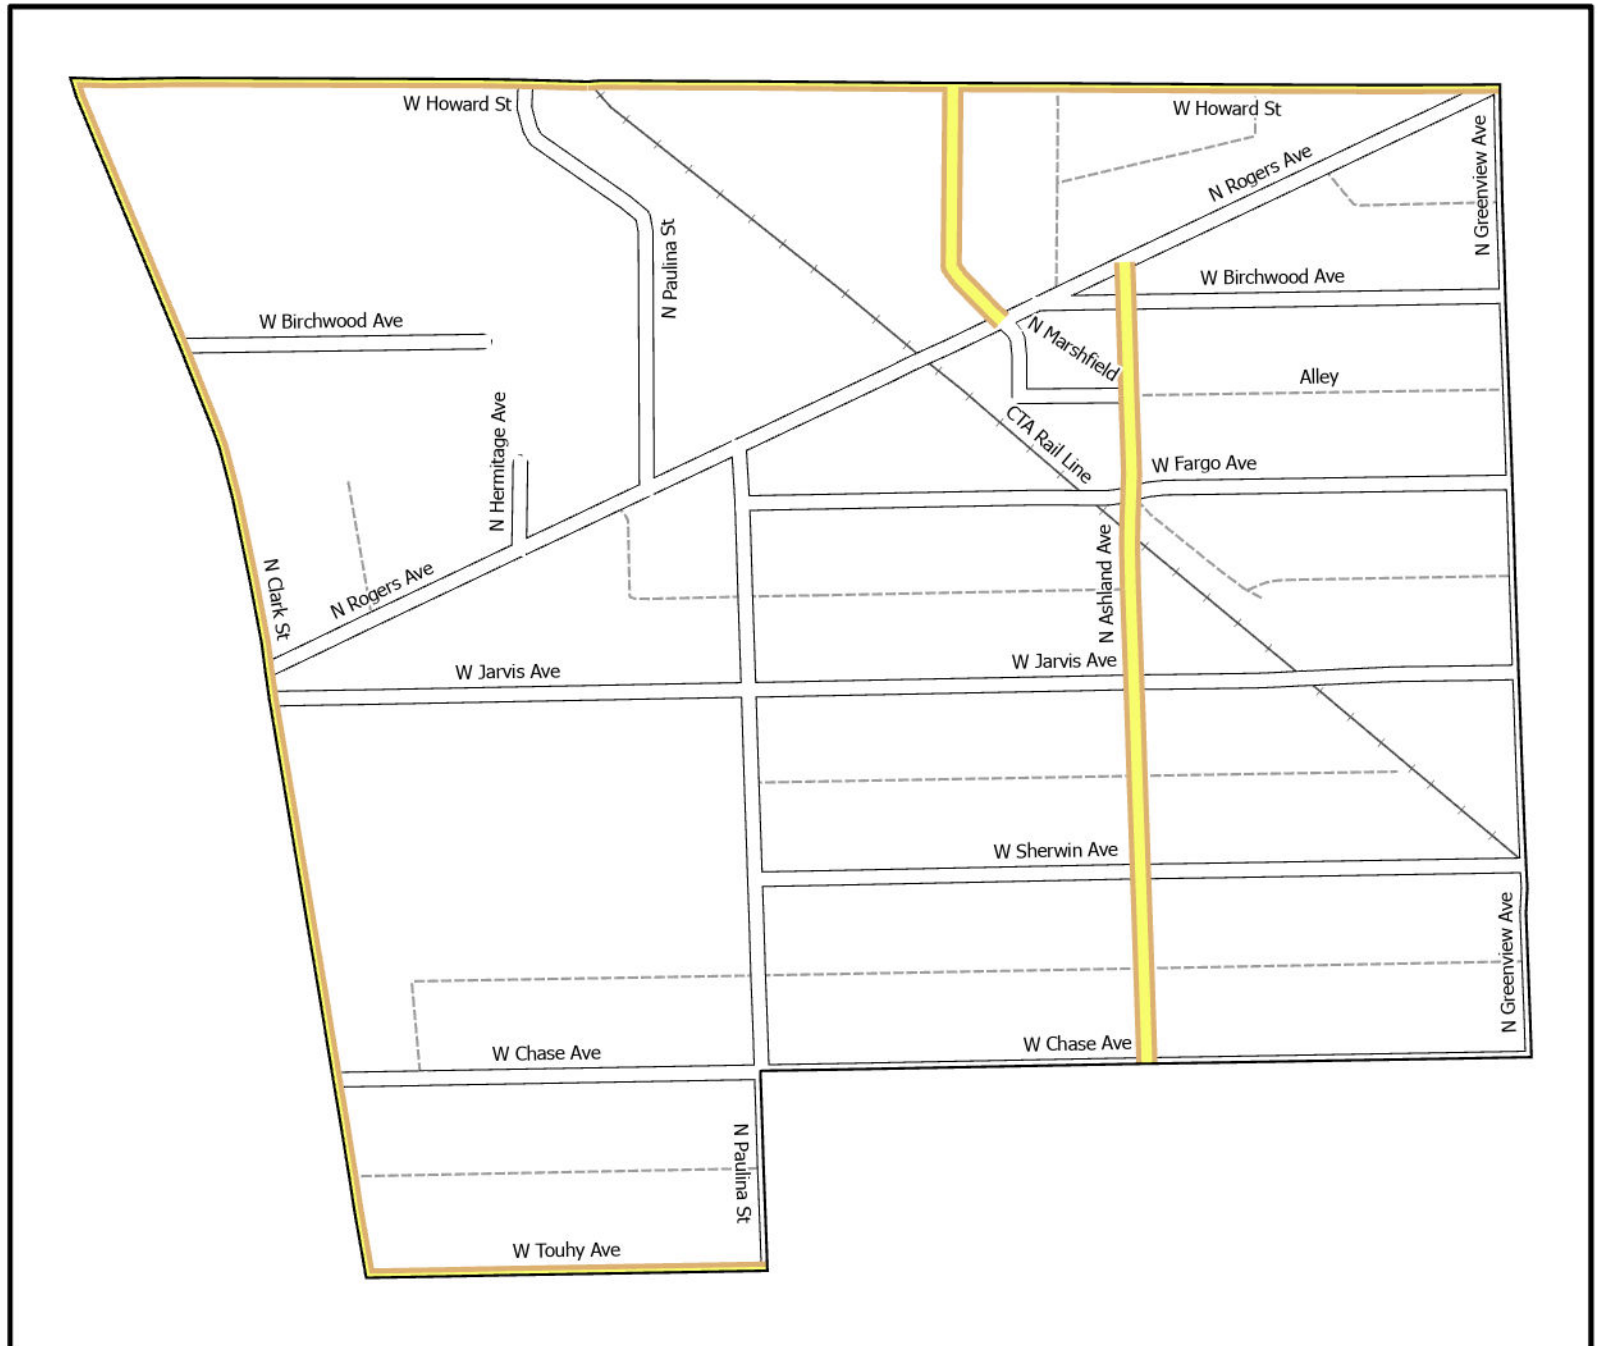 W Howard St
W Howard St
N Greenview Ave
N Rogers Ave
N Paulina St
W Birchwood Ave
W Birchwood Ave
N Marshfield
Alley
N Hermitage Ave
CTA Rail Line
W Fargo Ave
N Clark St
N Rogers Ave
N Ashland Ave
W Jarvis Ave
W Jarvis Ave
W Sherwin Ave
N Greenview Ave
W Chase Ave
W Chase Ave
N Paulina St
W Touhy Ave